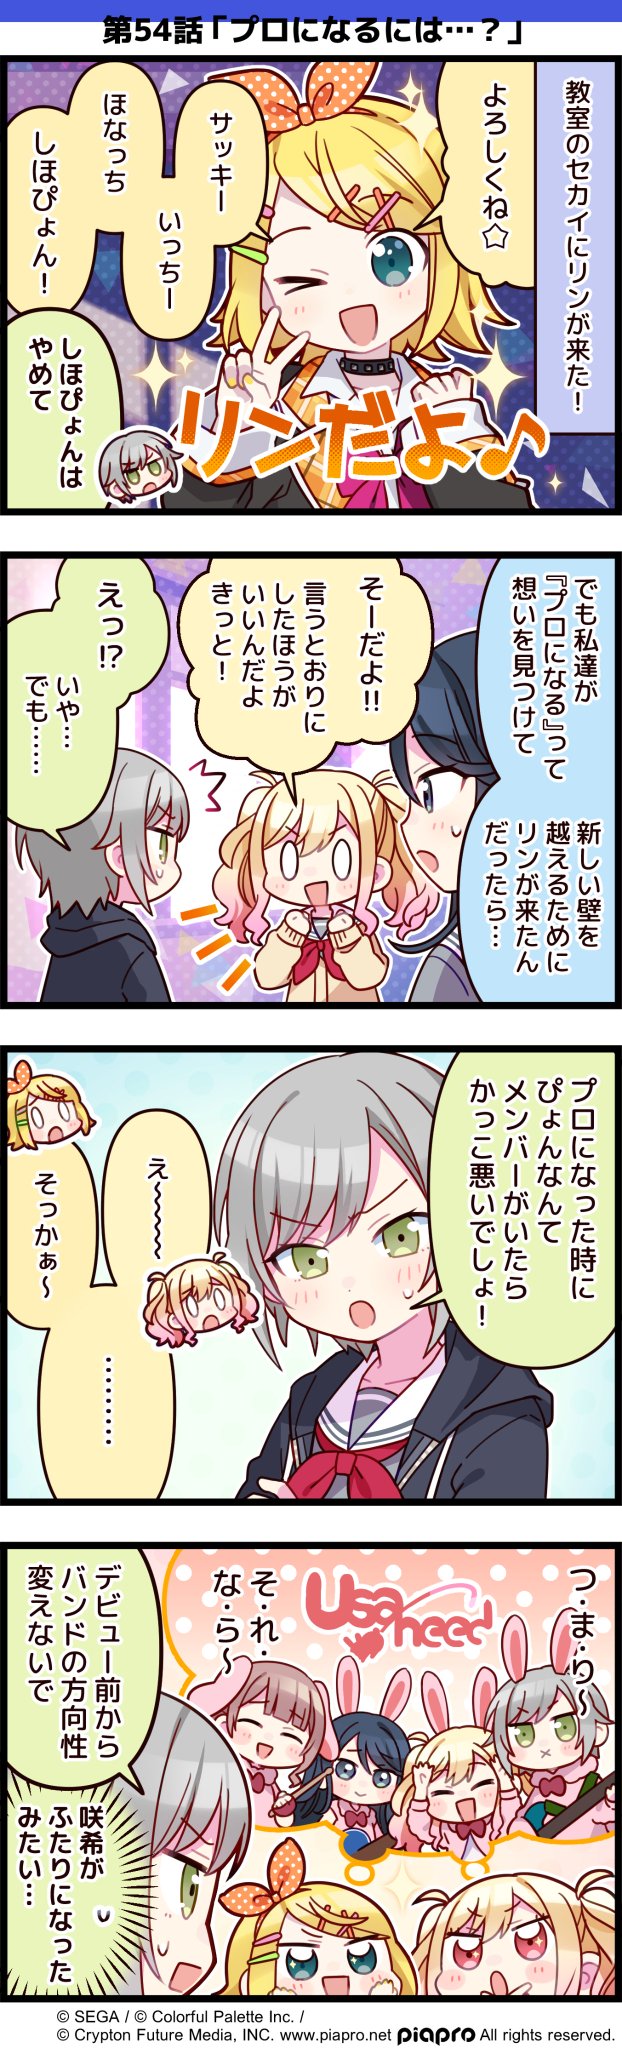 第54話「プロになるには…？」
教室のセカイにリンが来た！
よろしくね☆
サッキー
いっちー
ほなっち
しほぴょん！
リンだよ♪
しほぴょんは
やめて
でも私達が
『プロになる』って
想いを見つけて
新しい壁を
越えるために
リンが来たん
だったら…
そーだよ!!
言うとおりに
したほうが
いいんだよ
きっと！
えっ!?
いや…
でも……
プロになった時に
ぴょんなんて
メンバーがいたら
かっこ悪いでしょ！
え〜〜〜〜
そっかぁ〜
…………
つ・ま・り〜
そ・れ・
な・ら〜
Usa need
デビュー前から
バンドの方向性
変えないで
咲希が
ふたりになった
みたい…
© SEGA / © Colorful Palette Inc. /
© Crypton Future Media, INC. www.piapro.net piapro All rights reserved.